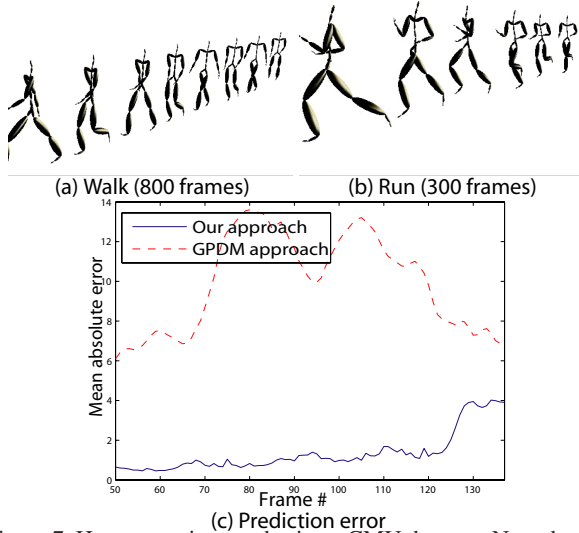 (a) Walk (800 frames) (b) Run (300 frames)
14
Our approach
GPDM approach
12
10
8
6
4
2
0
Mean absolute error
50 60 70 80 90 100 110 120 130
Frame #
(c) Prediction error